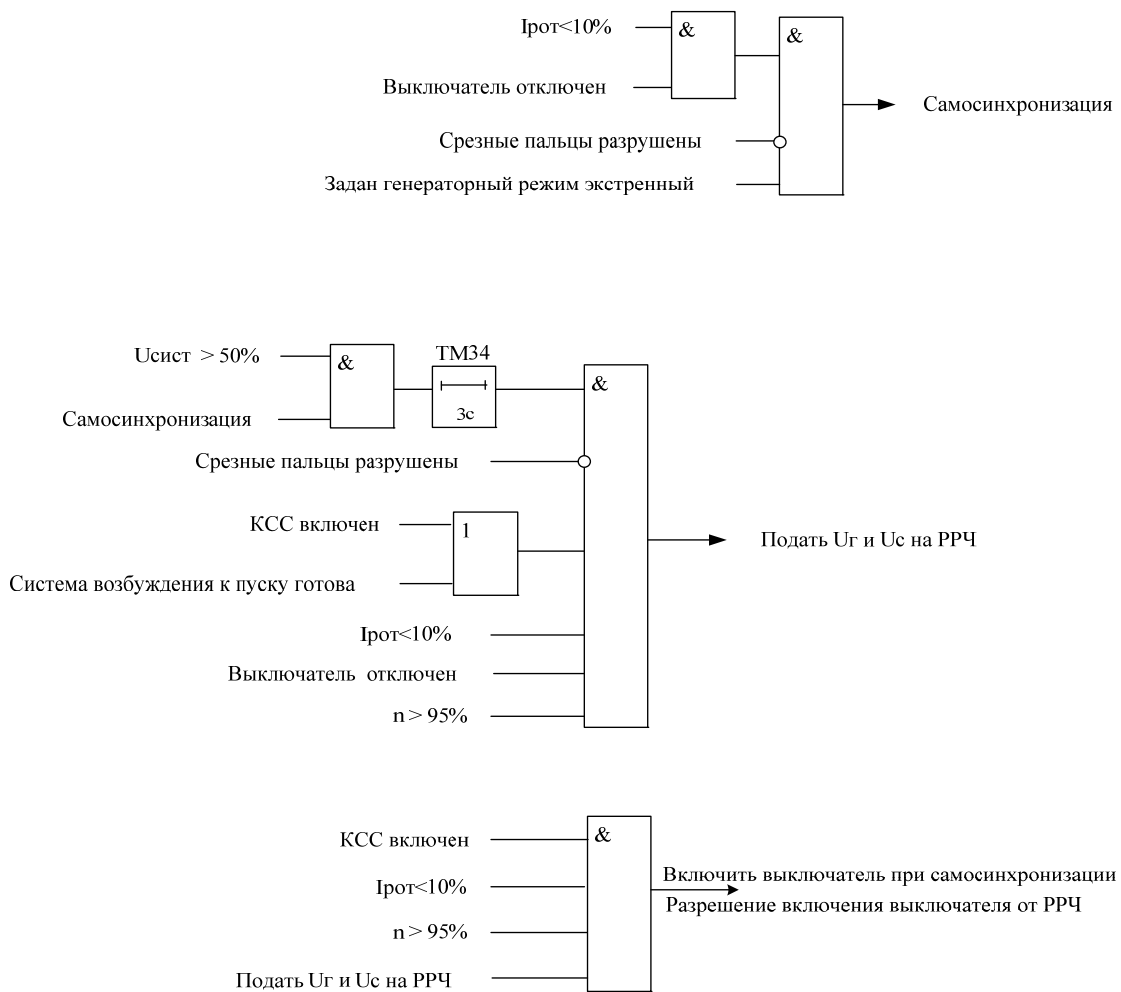 Iрот<10%
&
&
Выключатель отключен
Самосинхронизация
Срезные пальцы разрушены
Задан генераторный режим экстренный
Uсист > 50%
&
ТМ34
3с
&
Самосинхронизация
Срезные пальцы разрушены
КСС включен
1
Подать Uг и Uс на РРЧ
Система возбуждения к пуску готова
Iрот<10%
Выключатель отключен
n > 95%
КСС включен
&
Iрот<10%
Включить выключатель при самосинхронизации
Разрешение включения выключателя от РРЧ
n > 95%
Подать Uг и Uс на РРЧ